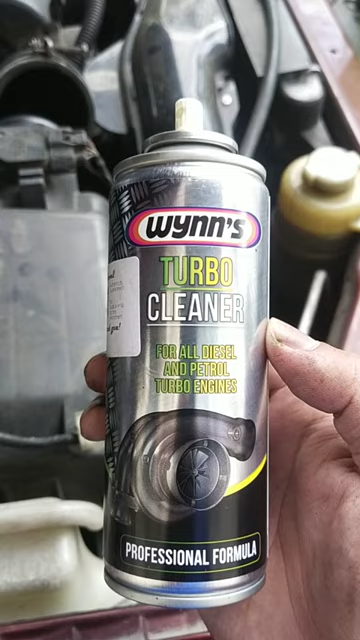 wynn's
TURBO
CLEANER
FOR ALL DIESEL
AND PETROL
TURBO ENGINES
PROFESSIONAL FORMULA